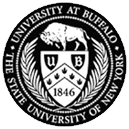 · UNIVERSITY AT BUFFALO ·
THE STATE UNIVERSITY OF NEW YORK
U B
1846